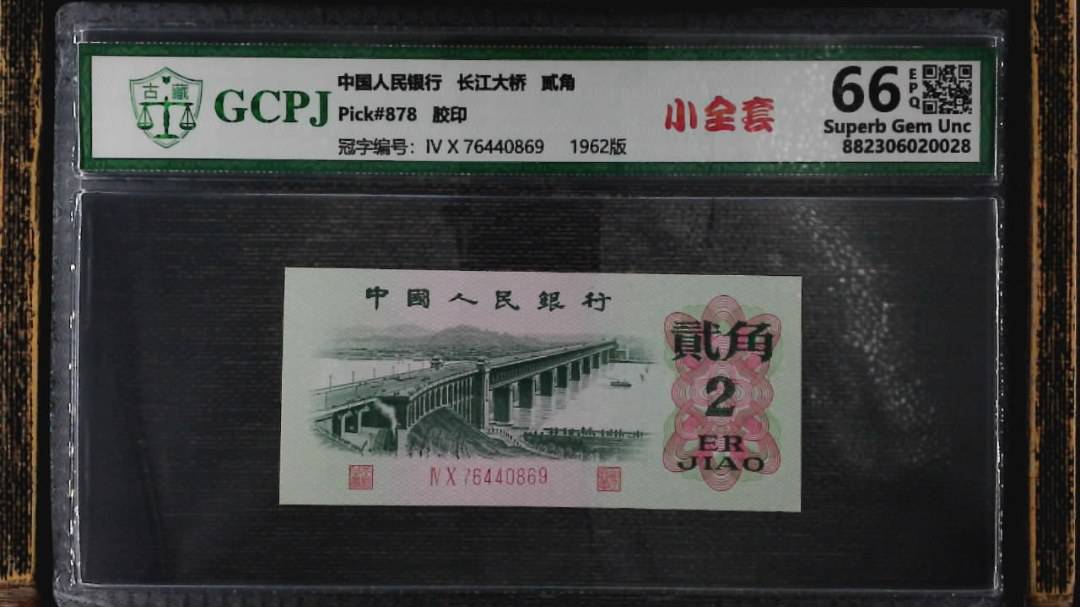 古藏
GCPJ
中国人民银行 长江大桥 贰角
Pick#878 胶印
冠字编号：Ⅳ Ⅹ 76440869 1962版
小全套
66 EPQ
Superb Gem Unc
882306020028
中國人民銀行
貳角
2
ER
JIAO
Ⅳ Ⅹ 76440869